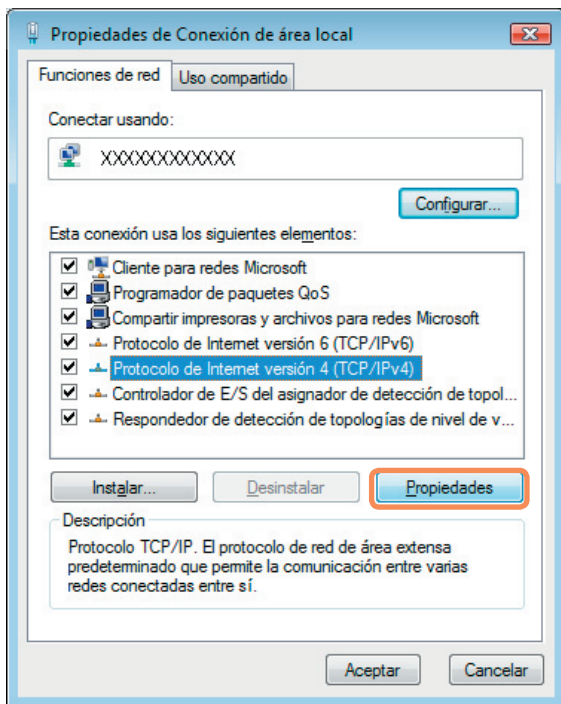 Propiedades de Conexión de área local
Funciones de red
Uso compartido
Conectar usando:
XXXXXXXXXXXX
Configurar...
Esta conexión usa los siguientes elementos:
Cliente para redes Microsoft
Programador de paquetes QoS
Compartir impresoras y archivos para redes Microsoft
Protocolo de Internet versión 6 (TCP/IPv6)
Protocolo de Internet versión 4 (TCP/IPv4)
Controlador de E/S del asignador de detección de topol...
Respondedor de detección de topologías de nivel de v...
Instalar...
Desinstalar
Propiedades
Descripción
Protocolo TCP/IP. El protocolo de red de área extensa
predeterminado que permite la comunicación entre varias
redes conectadas entre sí.
Aceptar
Cancelar